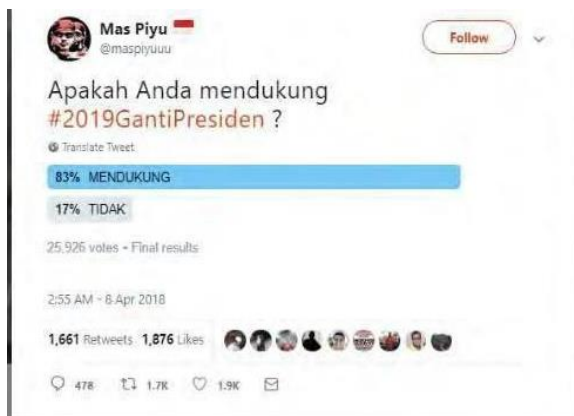 Mas Piyu
@maspiyuuu
Follow
Apakah Anda mendukung
#2019GantiPresiden ?
Translate Tweet
83% MENDUKUNG
17% TIDAK
25,926 votes • Final results
2:55 AM - 8 Apr 2018
1,661 Retweets 1,876 Likes
478 1.7K 1.9K